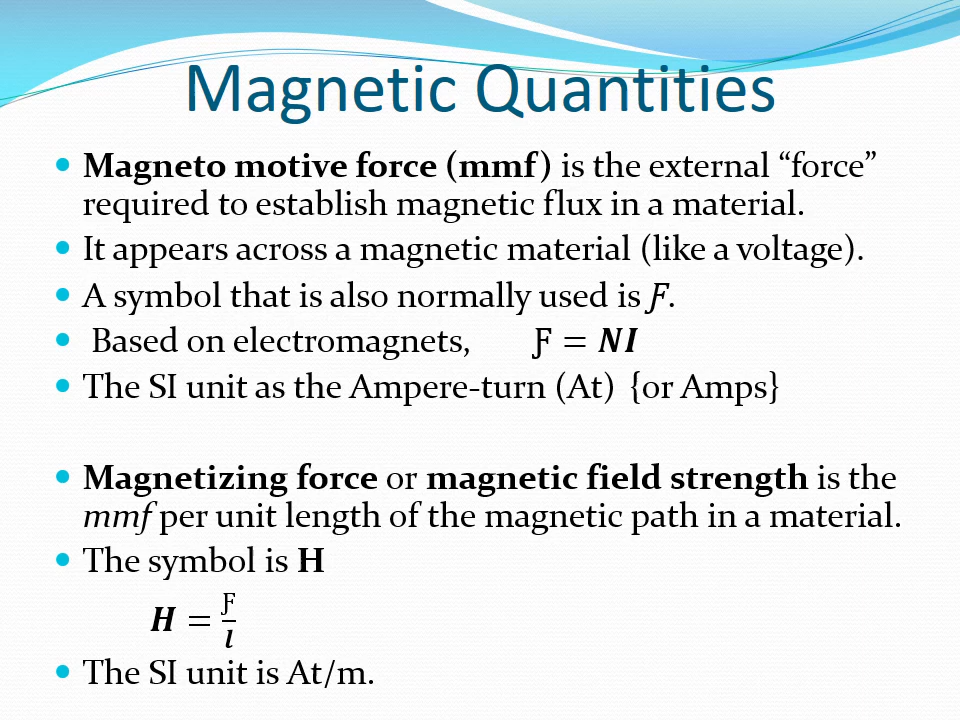 Magnetic Quantities
• Magneto motive force (mmf) is the external “force”
required to establish magnetic flux in a material.
• It appears across a magnetic material (like a voltage).
• A symbol that is also normally used is Ƒ.
• Based on electromagnets, Ƒ = NI
• The SI unit as the Ampere-turn (At) {or Amps}
• Magnetizing force or magnetic field strength is the
mmf per unit length of the magnetic path in a material.
• The symbol is H
H = Ƒ/l
• The SI unit is At/m.